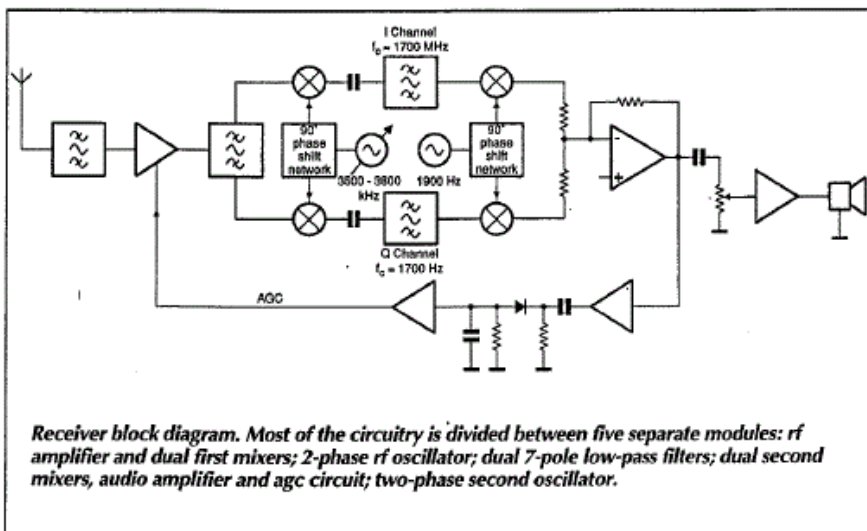 I Channel
fc = 1700 MHz
90° phase shift network
3500 - 3800 kHz
1900 Hz
90° phase shift network
-
+
Q Channel
fc = 1700 Hz
AGC
Receiver block diagram. Most of the circuitry is divided between five separate modules: rf
amplifier and dual first mixers; 2-phase rf oscillator; dual 7-pole low-pass filters; dual second
mixers, audio amplifier and agc circuit; two-phase second oscillator.